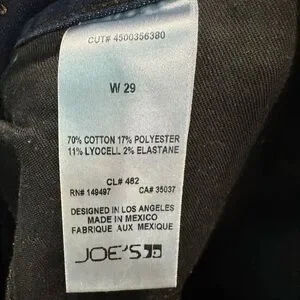 CUT# 4500356380
W 29
70% COTTON 17% POLYESTER
11% LYOCELL 2% ELASTANE
CL# 462
RN# 149497 CA# 35037
DESIGNED IN LOS ANGELES
MADE IN MEXICO
FABRIQUE AUX MEXIQUE
JOE'S